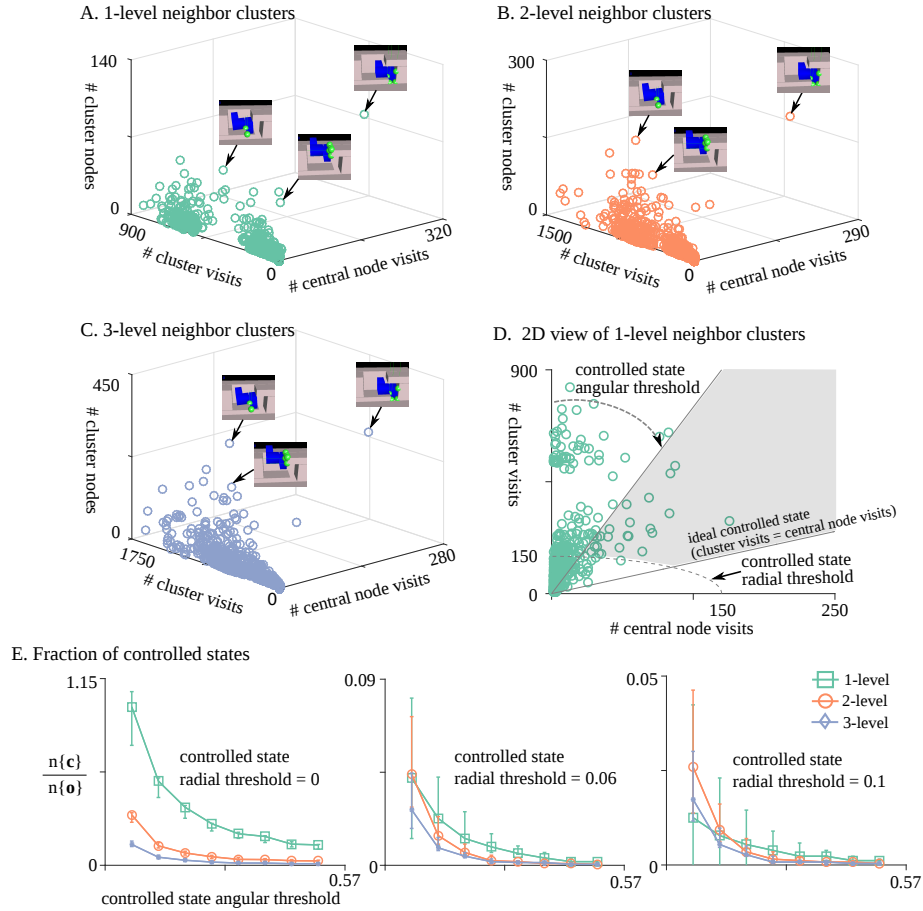 A. 1-level neighbor clusters
140
0
# cluster nodes
900
# cluster visits
0
# central node visits
320
B. 2-level neighbor clusters
300
0
# cluster nodes
1500
# cluster visits
0
# central node visits
290
C. 3-level neighbor clusters
450
0
# cluster nodes
1750
# cluster visits
0
# central node visits
280
D. 2D view of 1-level neighbor clusters
900
150
0
# cluster
visits
controlled state
angular threshold
ideal controlled state
(cluster visits = central node visits)
controlled state
radial threshold
150
250
# central node visits
E. Fraction of controlled states
1.15
n{c}
n{o}
0
controlled state
radial threshold = 0
0.57
controlled state angular threshold
0.09
0
controlled state
radial threshold = 0.06
0.57
0.05
0
1-level
2-level
3-level
controlled state
radial threshold = 0.1
0.57